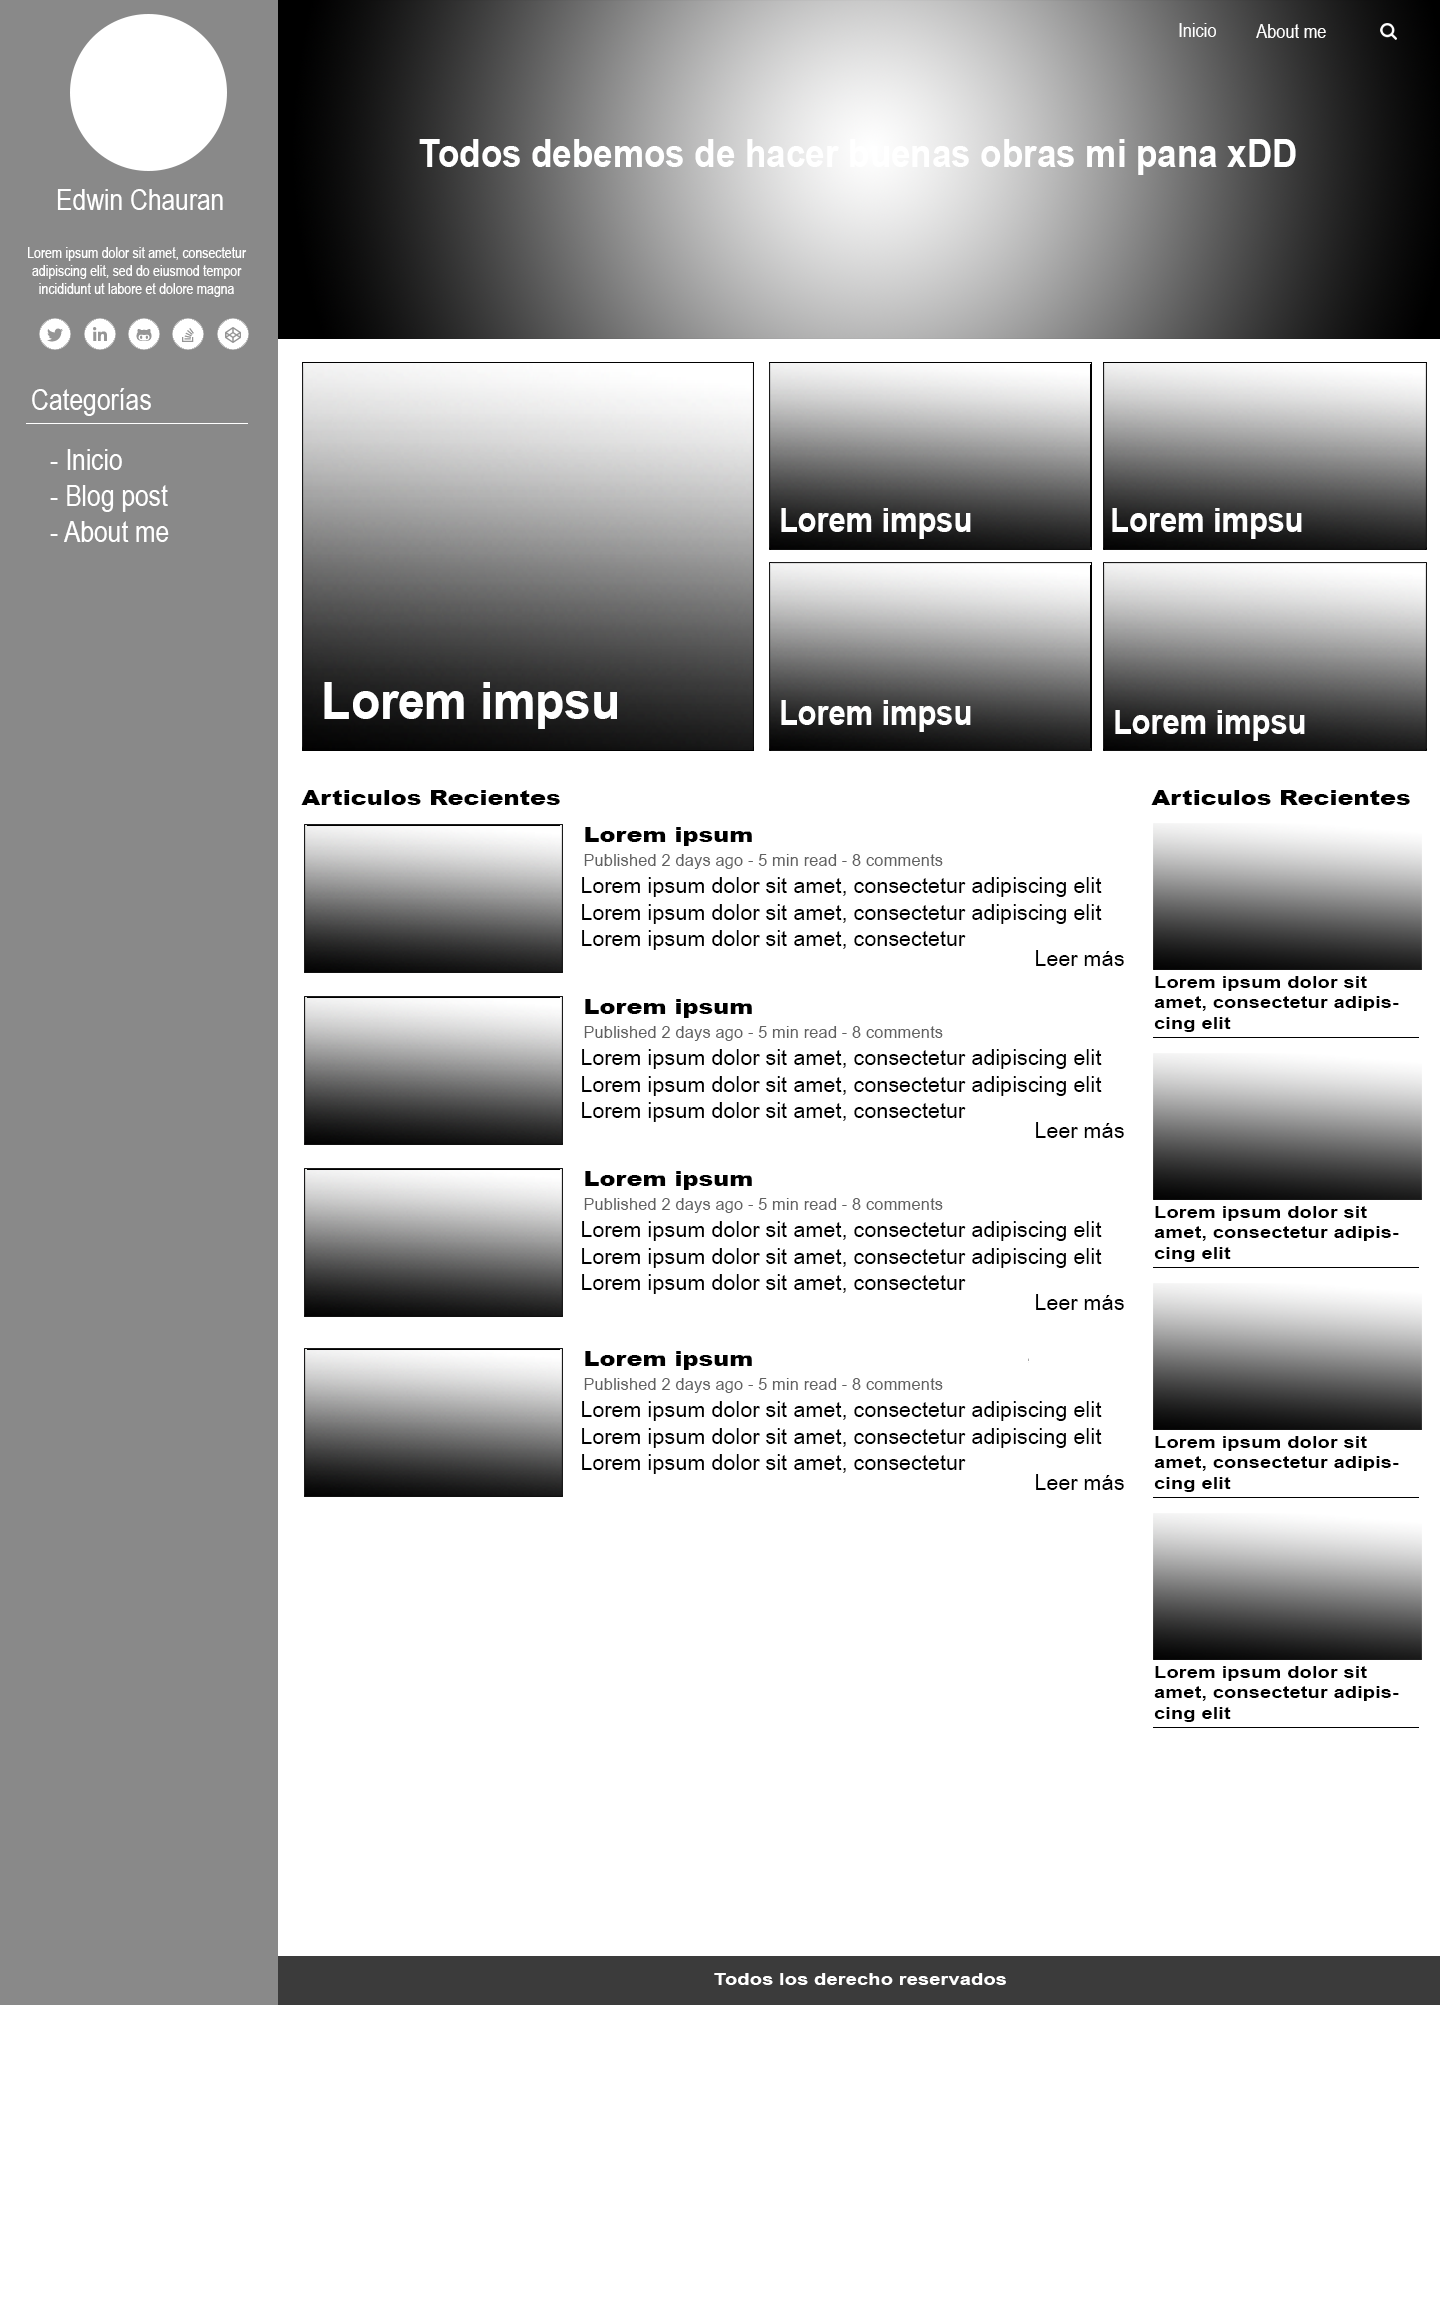 Edwin Chauran
Lorem ipsum dolor sit amet, consectetur
adipiscing elit, sed do eiusmod tempor
incididunt ut labore et dolore magna
in
Categorías
- Inicio
- Blog post
- About me
Inicio
About me
Todos debemos de hacer buenas obras mi pana xDD
Lorem impsu
Lorem impsu
Lorem impsu
Lorem impsu
Lorem impsu
Articulos Recientes
Lorem ipsum
Published 2 days ago - 5 min read - 8 comments
Lorem ipsum dolor sit amet, consectetur adipiscing elit
Lorem ipsum dolor sit amet, consectetur adipiscing elit
Lorem ipsum dolor sit amet, consectetur
Leer más
Lorem ipsum
Published 2 days ago - 5 min read - 8 comments
Lorem ipsum dolor sit amet, consectetur adipiscing elit
Lorem ipsum dolor sit amet, consectetur adipiscing elit
Lorem ipsum dolor sit amet, consectetur
Leer más
Lorem ipsum
Published 2 days ago - 5 min read - 8 comments
Lorem ipsum dolor sit amet, consectetur adipiscing elit
Lorem ipsum dolor sit amet, consectetur adipiscing elit
Lorem ipsum dolor sit amet, consectetur
Leer más
Lorem ipsum
Published 2 days ago - 5 min read - 8 comments
Lorem ipsum dolor sit amet, consectetur adipiscing elit
Lorem ipsum dolor sit amet, consectetur adipiscing elit
Lorem ipsum dolor sit amet, consectetur
Leer más
Articulos Recientes
Lorem ipsum dolor sit
amet, consectetur adipis-
cing elit
Lorem ipsum dolor sit
amet, consectetur adipis-
cing elit
Lorem ipsum dolor sit
amet, consectetur adipis-
cing elit
Lorem ipsum dolor sit
amet, consectetur adipis-
cing elit
Todos los derecho reservados